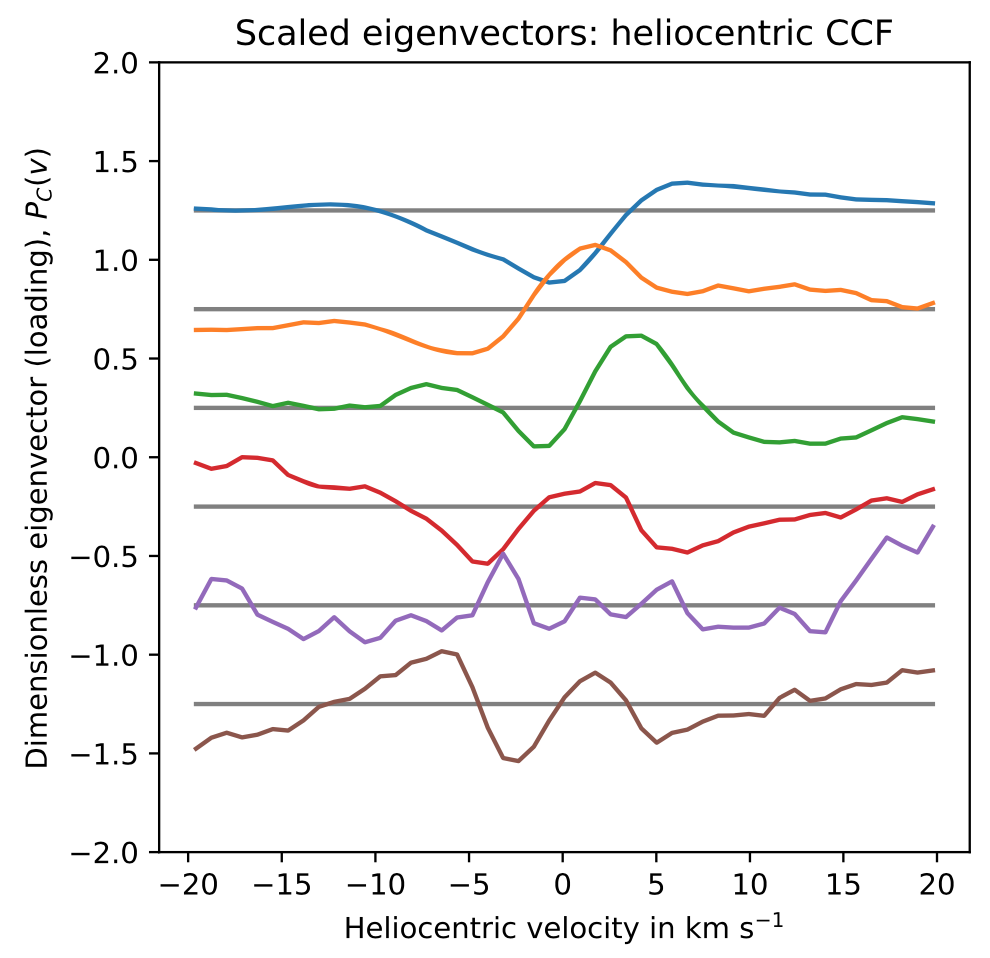 Scaled eigenvectors: heliocentric CCF
Dimensionless eigenvector (loading), P_C(v)
2.0
1.5
1.0
0.5
0.0
−0.5
−1.0
−1.5
−2.0
−20 −15 −10 −5 0 5 10 15 20
Heliocentric velocity in km s⁻¹